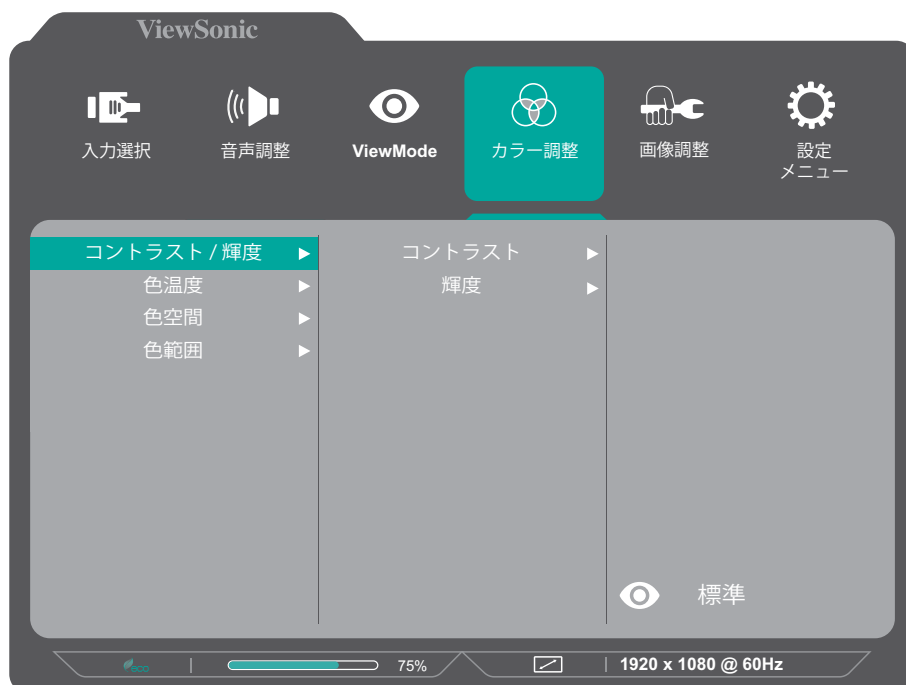 ViewSonic
入力選択
音声調整
ViewMode
カラー調整
画像調整
設定
メニュー
コントラスト / 輝度
色温度
色空間
色範囲
コントラスト
輝度
標準
eco
75%
1920 x 1080 @ 60Hz